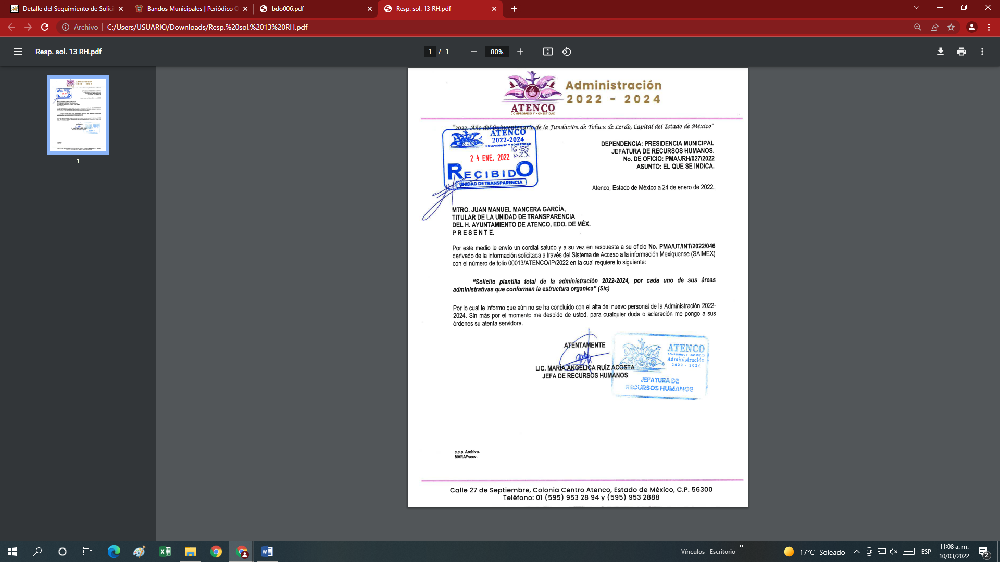 Detalle del Seguimiento de Solici
Bandos Municipales | Periódico O
bdo006.pdf
Resp. sol. 13 RH.pdf
Archivo
C:/Users/USUARIO/Downloads/Resp.%20sol.%2013%20RH.pdf
Resp. sol. 13 RH.pdf
1 / 1
80%
1
ATENCO
COMPROMISO Y HONESTIDAD
Administración
2022 - 2024
"2022. Año del Quincentenario de la Fundación de Toluca de Lerdo, Capital del Estado de México"
ATENCO
2022-2024
COMPROMISO Y HONESTIDAD
16:55
24 ENE. 2022
RECIBIDO
UNIDAD DE TRANSPARENCIA
DEPENDENCIA: PRESIDENCIA MUNICIPAL
JEFATURA DE RECURSOS HUMANOS.
No. DE OFICIO: PMA/JRH/027/2022
ASUNTO: EL QUE SE INDICA.
Atenco, Estado de México a 24 de enero de 2022.
MTRO. JUAN MANUEL MANCERA GARCÍA,
TITULAR DE LA UNIDAD DE TRANSPARENCIA
DEL H. AYUNTAMIENTO DE ATENCO, EDO. DE MÉX.
P R E S E N T E.
Por este medio le envío un cordial saludo y a su vez en respuesta a su oficio No. PMA/UT/INT/2022/046
derivado de la información solicitada a través del Sistema de Acceso a la información Mexiquense (SAIMEX)
con el número de folio 00013/ATENCO/IP/2022 en la cual requiere lo siguiente:
"Solicito plantilla total de la administración 2022-2024, por cada uno de sus áreas
administrativas que conforman la estructura organica" (Sic)
Por lo cual le informo que aún no se ha concluido con el alta del nuevo personal de la Administración 2022-
2024. Sin más por el momento me despido de usted, para cualquier duda o aclaración me pongo a sus
órdenes su atenta servidora.
ATENTAMENTE
LIC. MARÍA ÁNGELICA RUÍZ ACOSTA
JEFA DE RECURSOS HUMANOS
ATENCO
COMPROMISO Y HONESTIDAD
Administración
2022 - 2024
JEFATURA DE
RECURSOS HUMANOS
c.c.p. Archivo.
MARA/*secv.
Calle 27 de Septiembre, Colonia Centro Atenco, Estado de México, C.P. 56300
Teléfono: 01 (595) 953 28 94 y (595) 953 2888
Vínculos
Escritorio
17°C Soleado
ESP
11:08 a. m.
10/03/2022
2